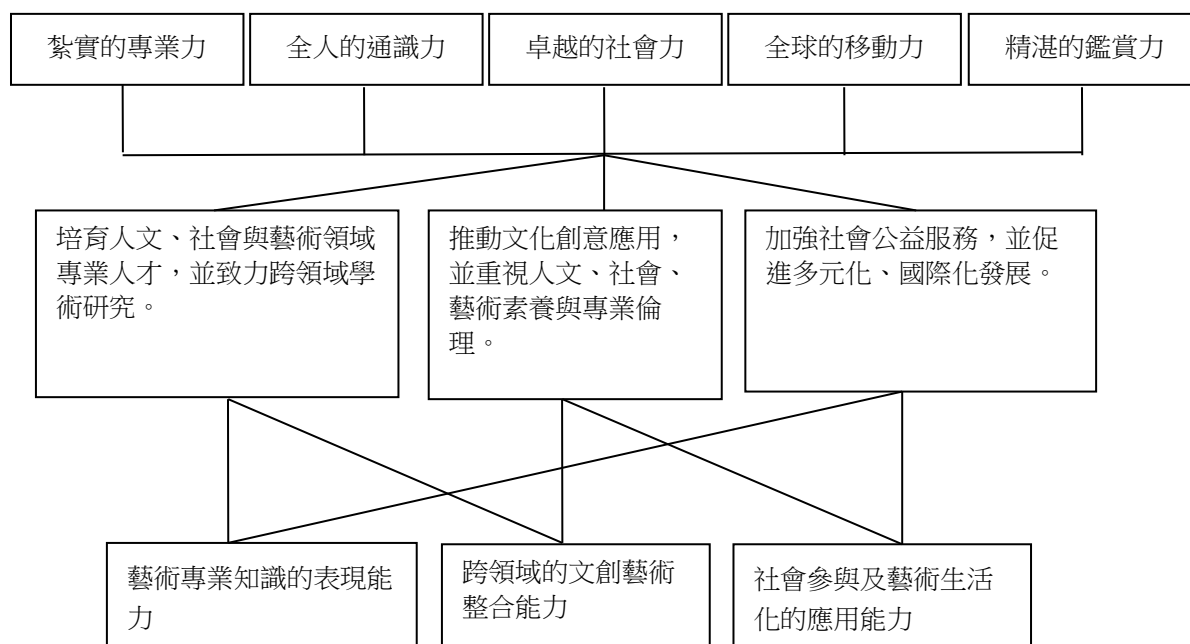 紮實的專業力
全人的通識力
卓越的社會力
全球的移動力
精湛的鑑賞力
培育人文、社會與藝術領域
專業人才，並致力跨領域學
術研究。
推動文化創意應用，
並重視人文、社會、
藝術素養與專業倫
理。
加強社會公益服務，並促
進多元化、國際化發展。
藝術專業知識的表現能
力
跨領域的文創藝術
整合能力
社會參與及藝術生活
化的應用能力